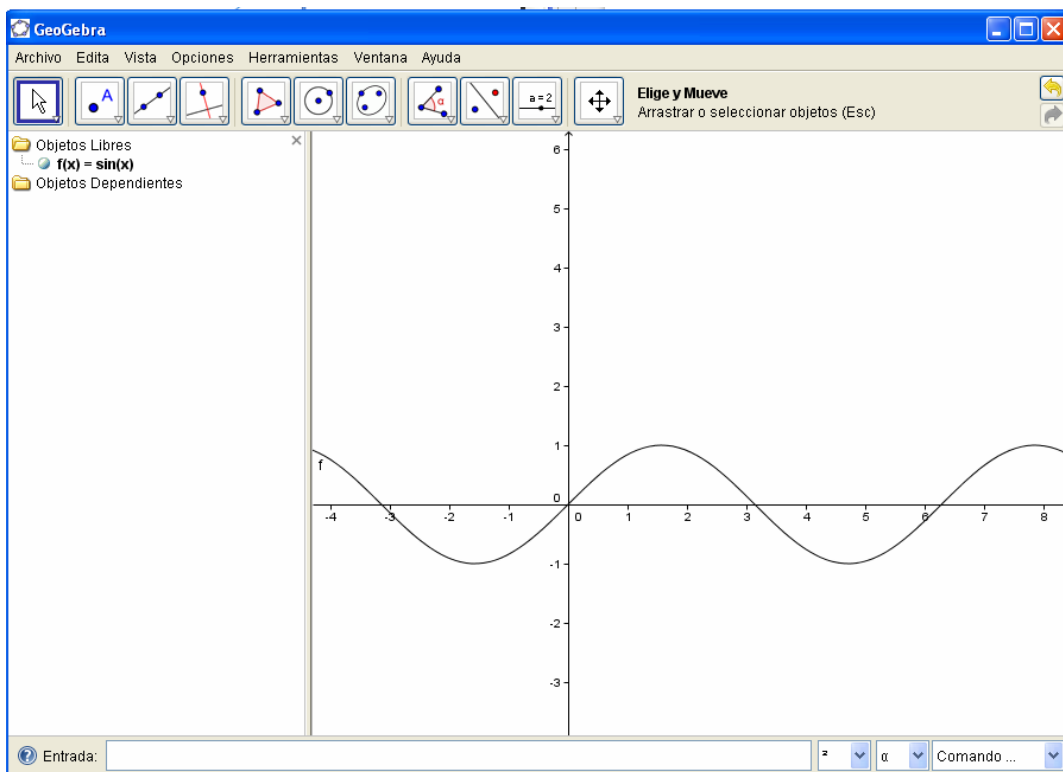 GeoGebra
Archivo Edita Vista Opciones Herramientas Ventana Ayuda
A
α
a = 2
Elige y Mueve
Arrastrar o seleccionar objetos (Esc)
Objetos Libres
f(x) = sin(x)
Objetos Dependientes
6
5
4
3
2
1
0
-1
-2
-3
f
-4 -3 -2 -1 0 1 2 3 4 5 6 7 8
Entrada: ² α Comando ...